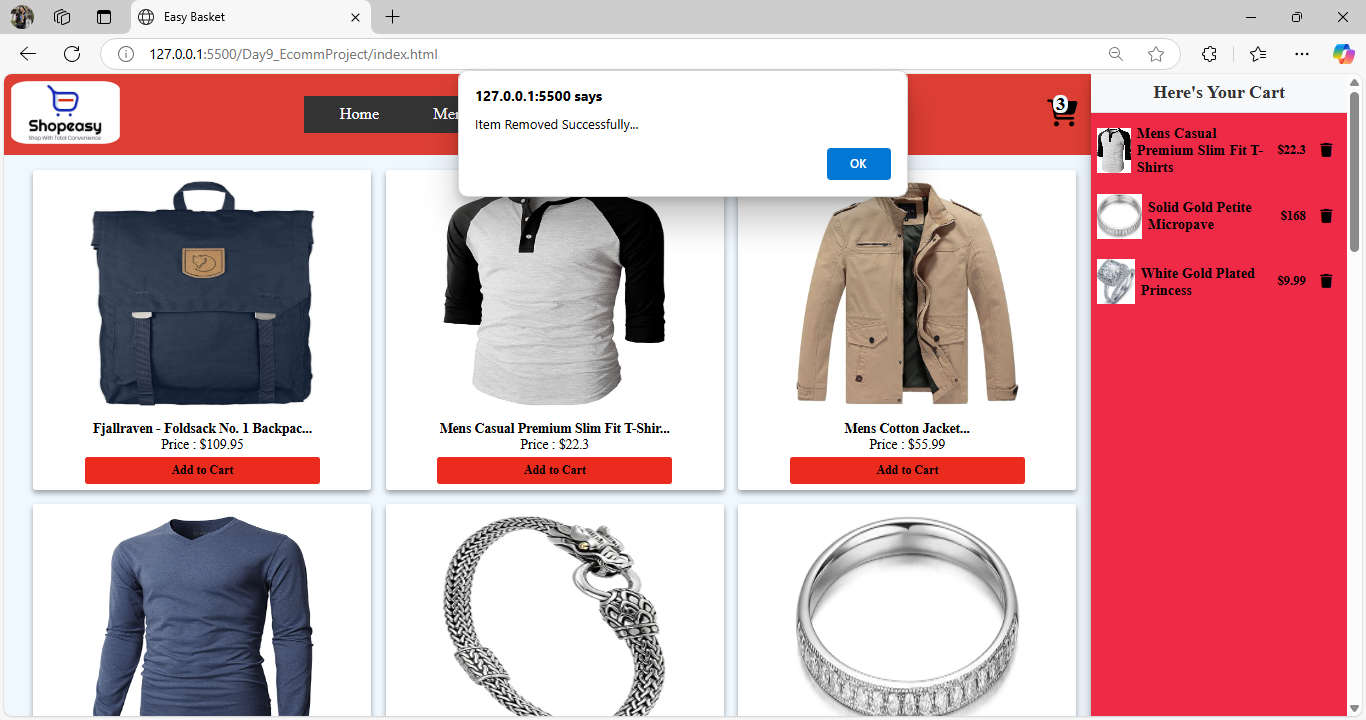 Easy Basket
127.0.0.1:5500/Day9_EcommProject/index.html
127.0.0.1:5500 says
Item Removed Successfully...
OK
Shopeasy
Shop With Total Convenience
Home
3
Here's Your Cart
Mens Casual
Premium Slim Fit T-
Shirts
$22.3
Solid Gold Petite
Micropave
$168
White Gold Plated
Princess
$9.99
Fjallraven - Foldsack No. 1 Backpac...
Price : $109.95
Add to Cart
Mens Casual Premium Slim Fit T-Shir...
Price : $22.3
Add to Cart
Mens Cotton Jacket...
Price : $55.99
Add to Cart